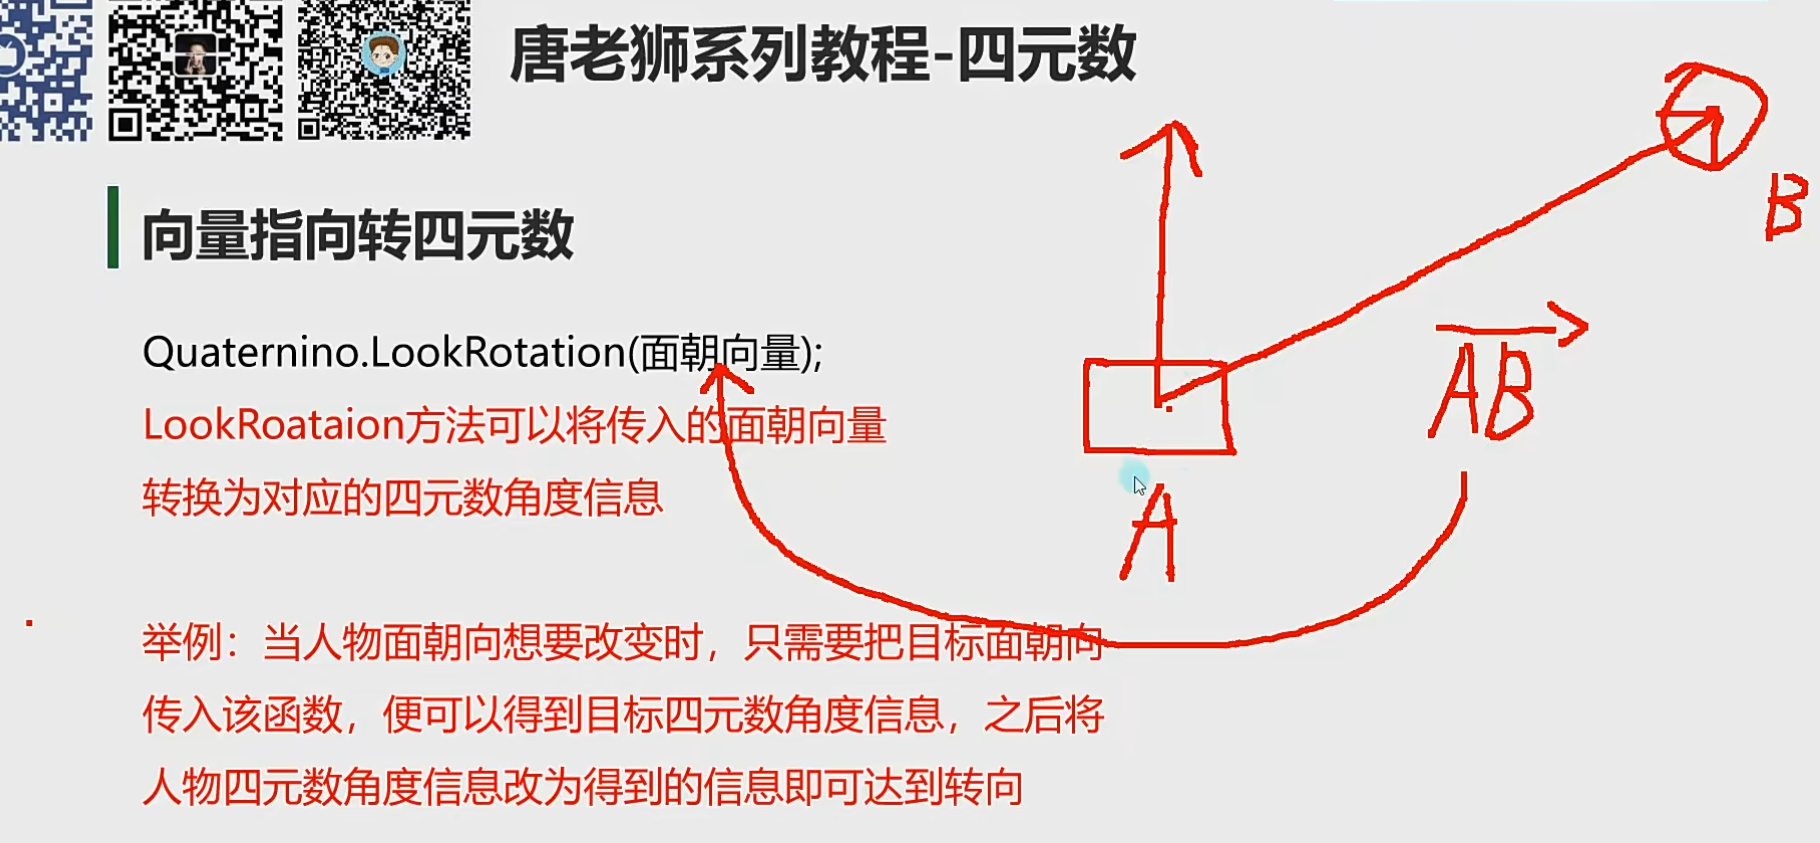 唐老狮系列教程-四元数
向量指向转四元数
Quaternino.LookRotation(面朝向量);
LookRoataion方法可以将传入的面朝向量
转换为对应的四元数角度信息
举例：当人物面朝向想要改变时，只需要把目标面朝向
传入该函数，便可以得到目标四元数角度信息，之后将
人物四元数角度信息改为得到的信息即可达到转向
B
AB
A